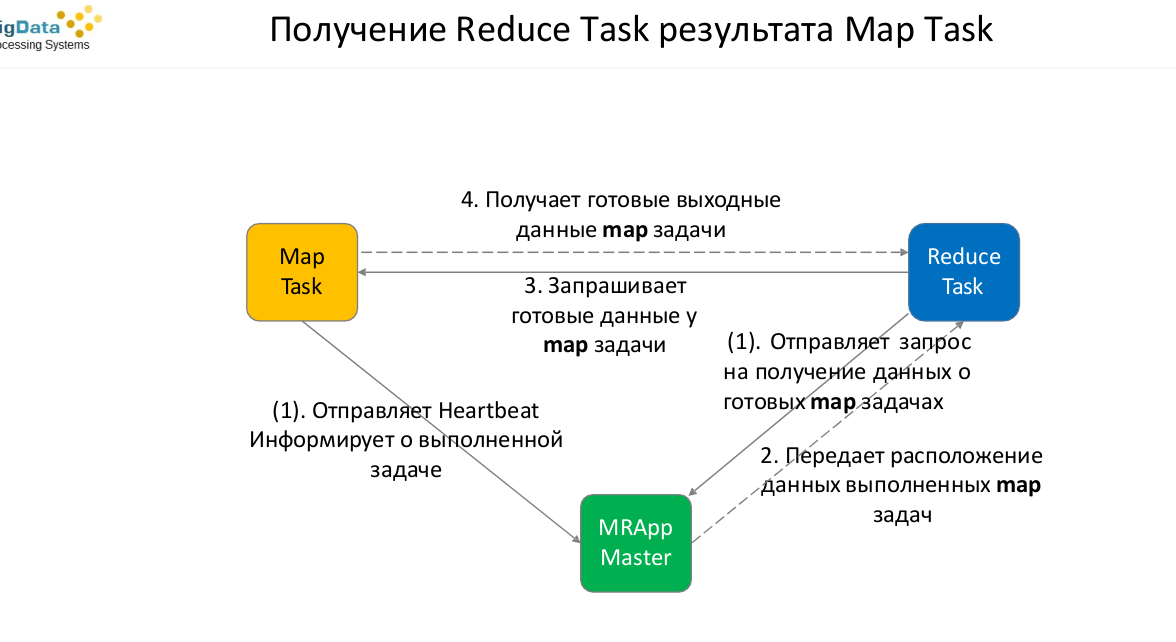 Получение Reduce Task результата Map Task
igData
cessing Systems
4. Получает готовые выходные
данные map задачи
Map
Task
Reduce
Task
3. Запрашивает
готовые данные у
map задачи
(1). Отправляет запрос
на получение данных о
готовых map задачах
(1). Отправляет Heartbeat
Информирует о выполненной
задаче
2. Передает расположение
данных выполненных map
задач
MRApp
Master